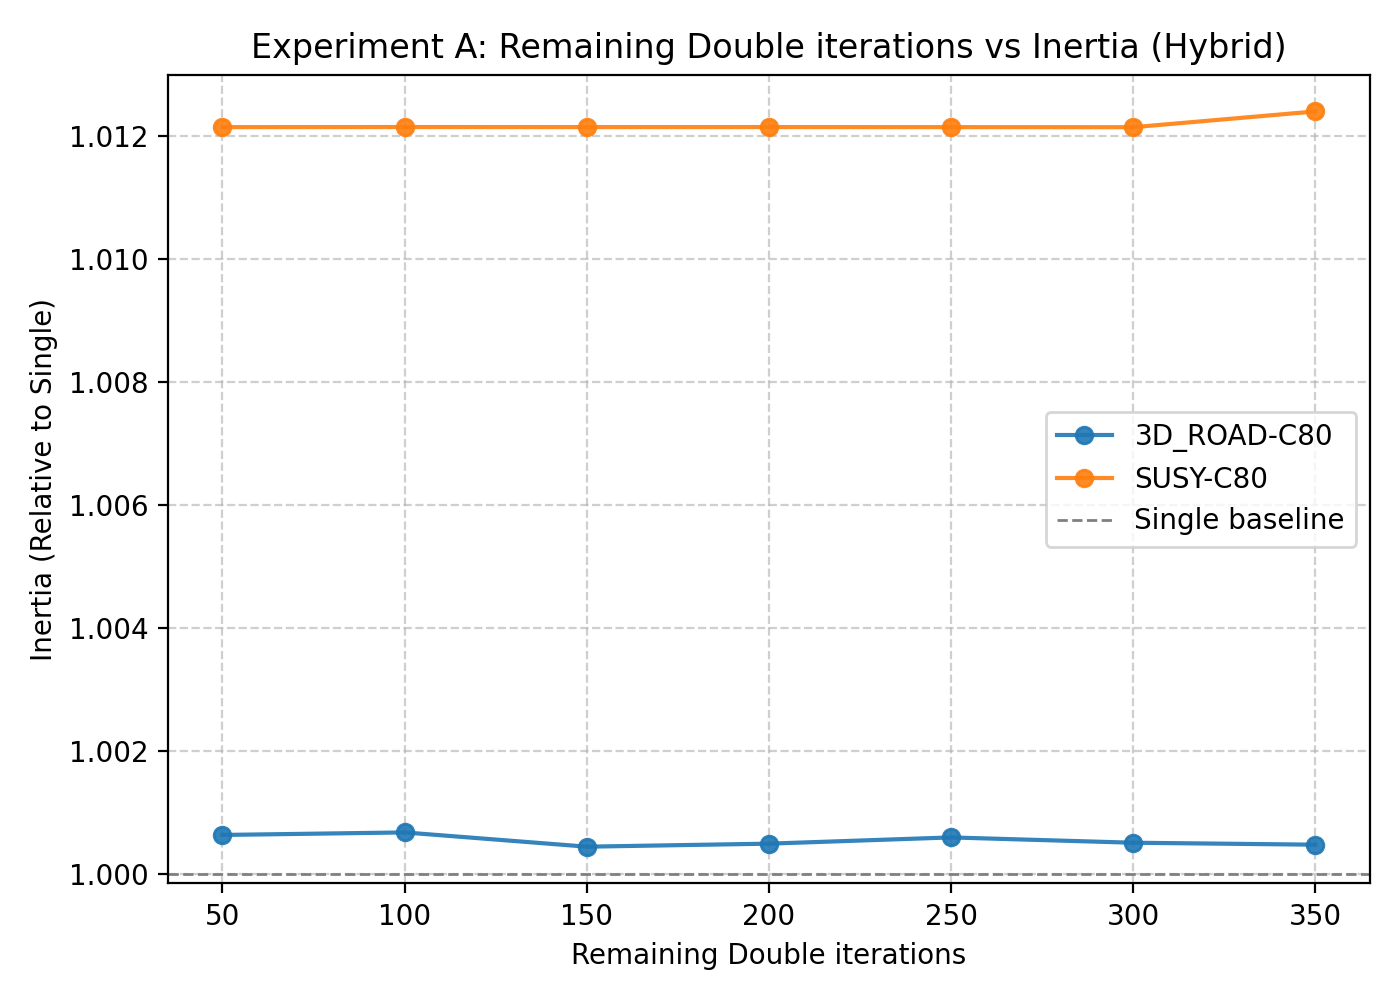 Experiment A: Remaining Double iterations vs Inertia (Hybrid)
Inertia (Relative to Single)
1.012
1.010
1.008
1.006
1.004
1.002
1.000
3D_ROAD-C80
SUSY-C80
Single baseline
50 100 150 200 250 300 350
Remaining Double iterations